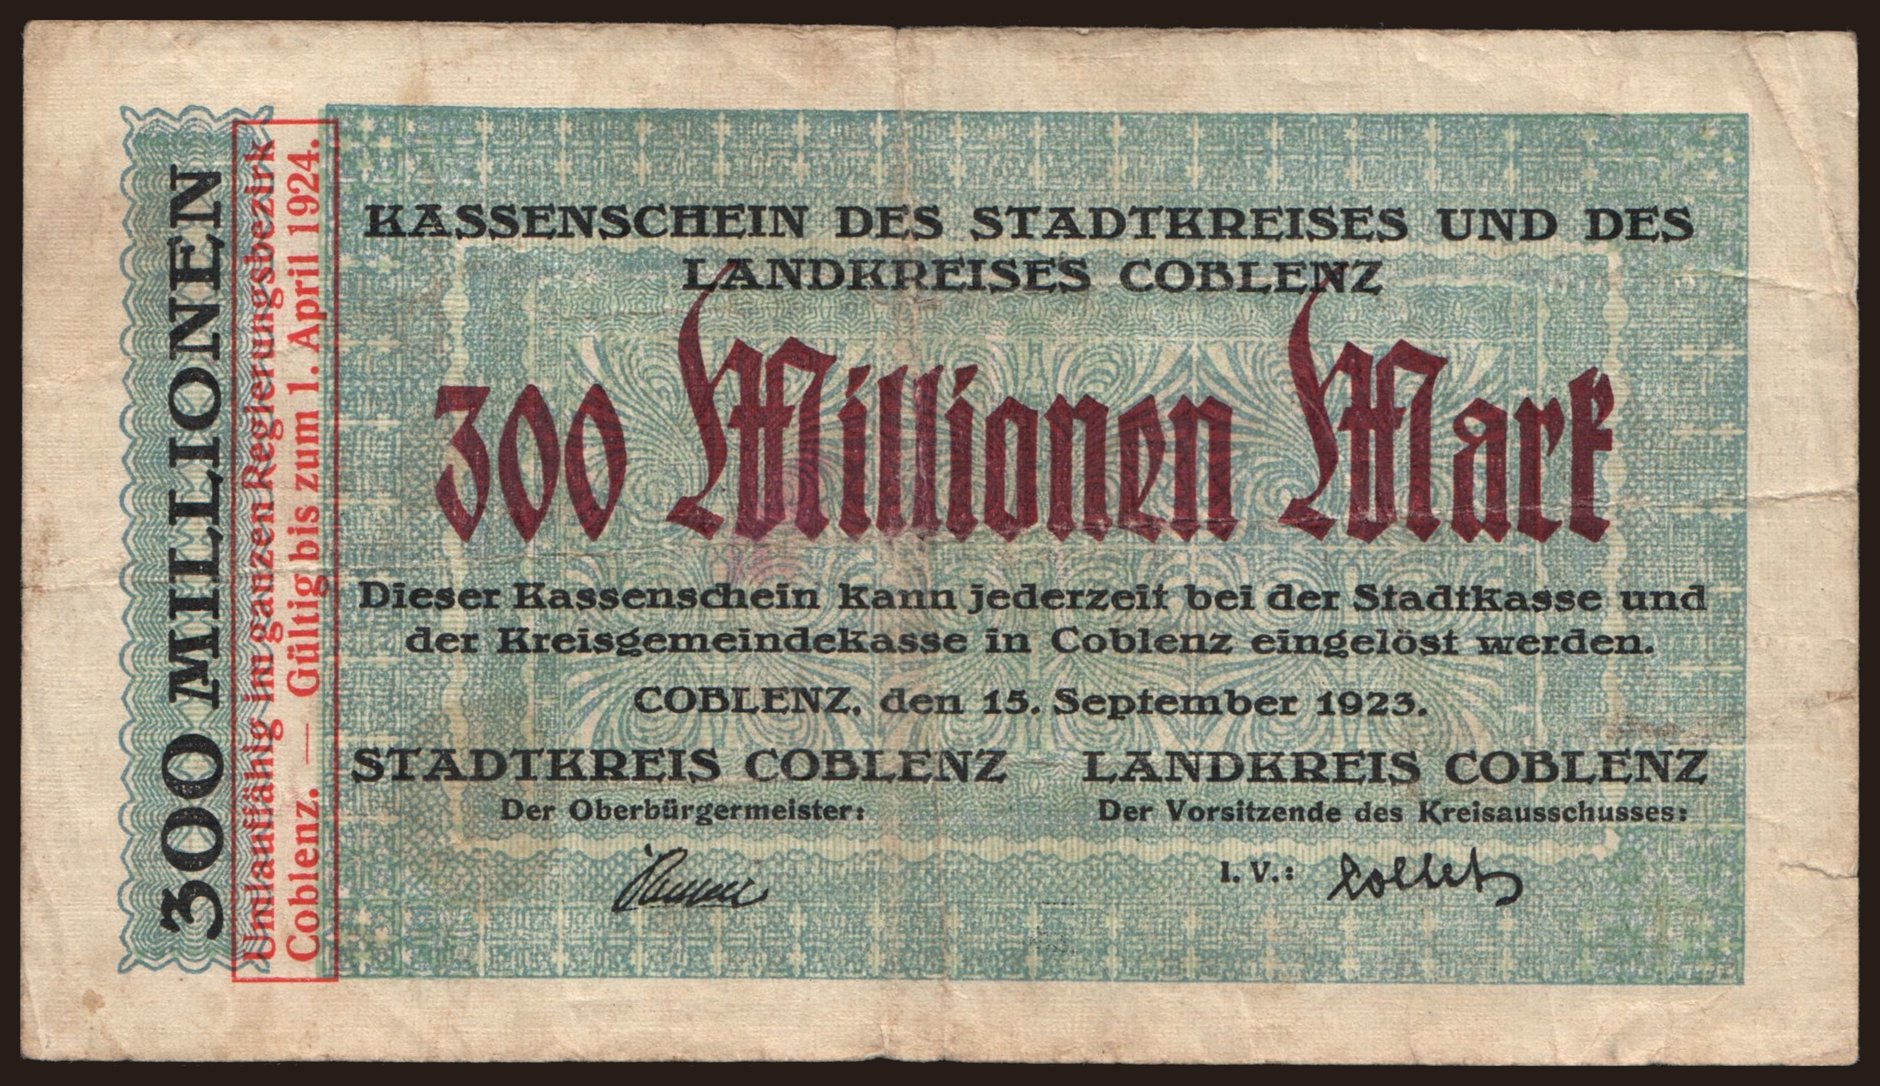 300 MILLIONEN
Umlauffähig im ganzen Regierungsbezirk
Coblenz. — Gültig bis zum 1. April 1924.
KASSENSCHEIN DES STADTKREISES UND DES
LANDKREISES COBLENZ
300 Millionen Mark
Dieser Kassenschein kann jederzeit bei der Stadtkasse und
der Kreisgemeindekasse in Coblenz eingelöst werden.
COBLENZ, den 15. September 1923.
STADTKREIS COBLENZ LANDKREIS COBLENZ
Der Oberbürgermeister: Der Vorsitzende des Kreisausschusses:
I. V.: